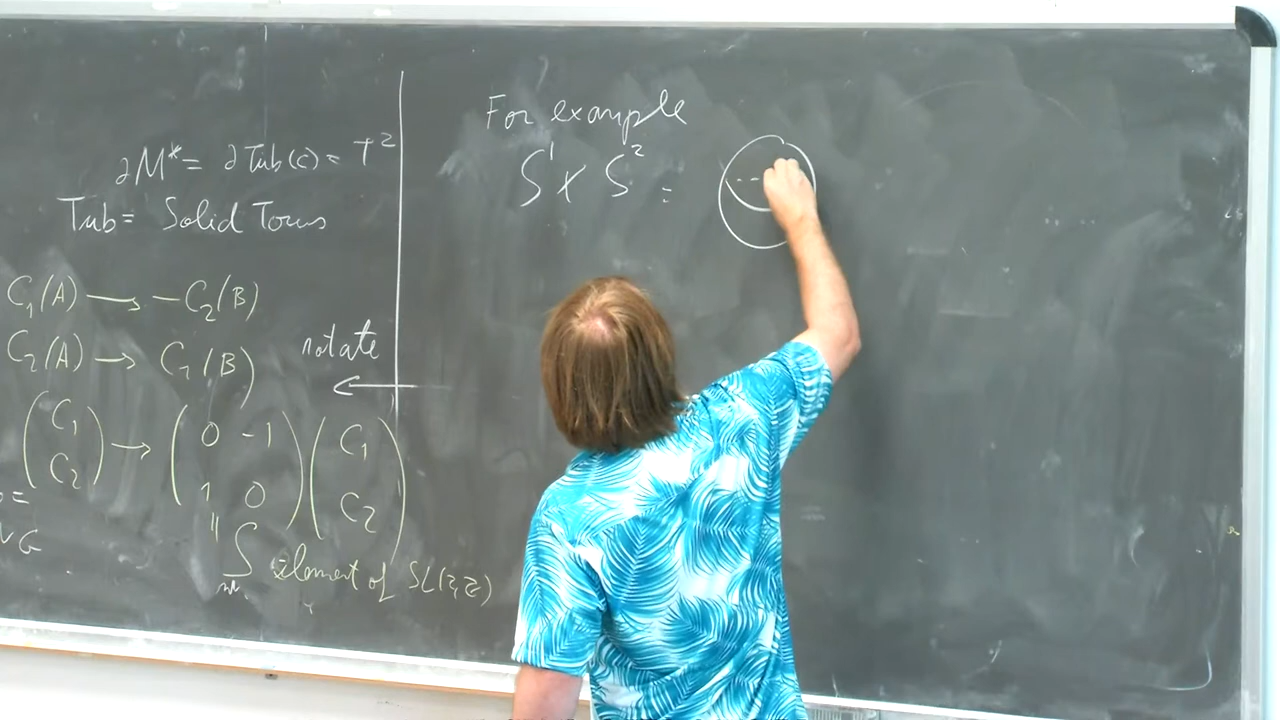 ∂M* = ∂Tub(c) = T²
Tub = Solid Torus
C₁(A) → −C₂(B)
C₂(A) → C₁(B)
rotate
←
(C₁ C₂) → (0 -1 1 0) (C₁ C₂)
=
G
"
S element of SL(2,Z)
For example
S¹ × S² =